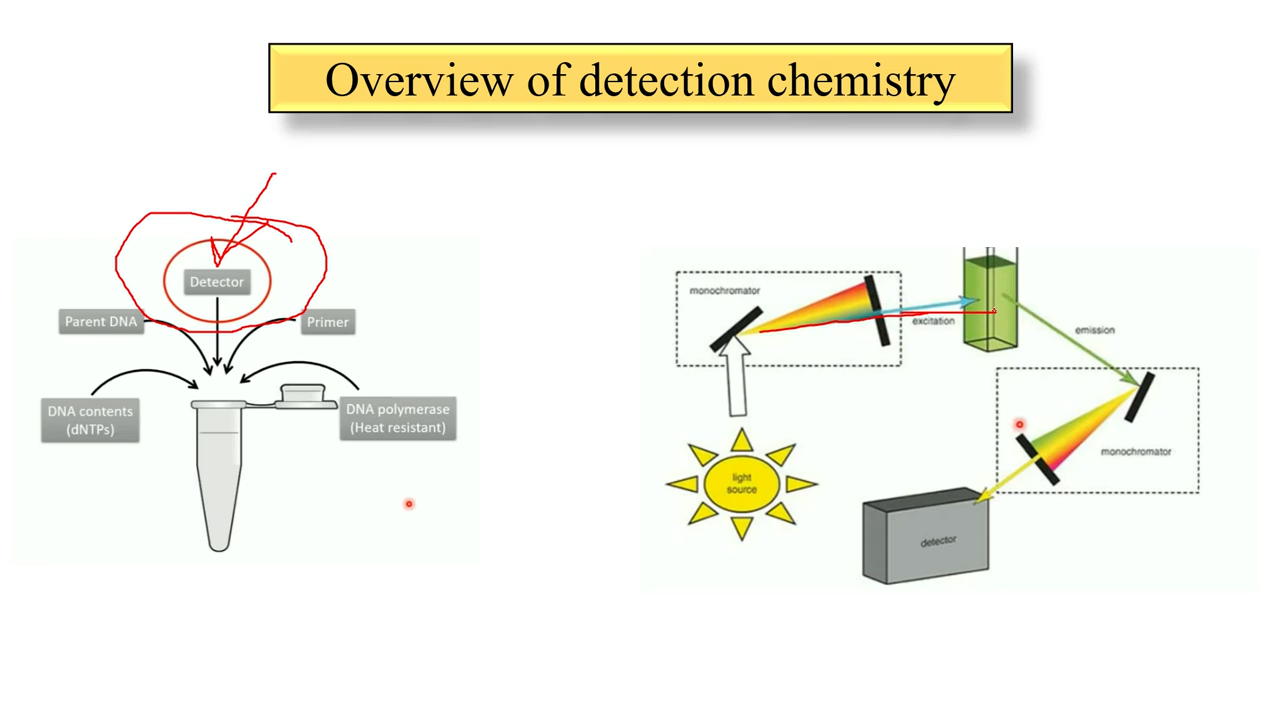 Overview of detection chemistry
Detector
Parent DNA
Primer
DNA contents
(dNTPs)
DNA polymerase
(Heat resistant)
monochromator
excitation
emission
monochromator
light
source
detector